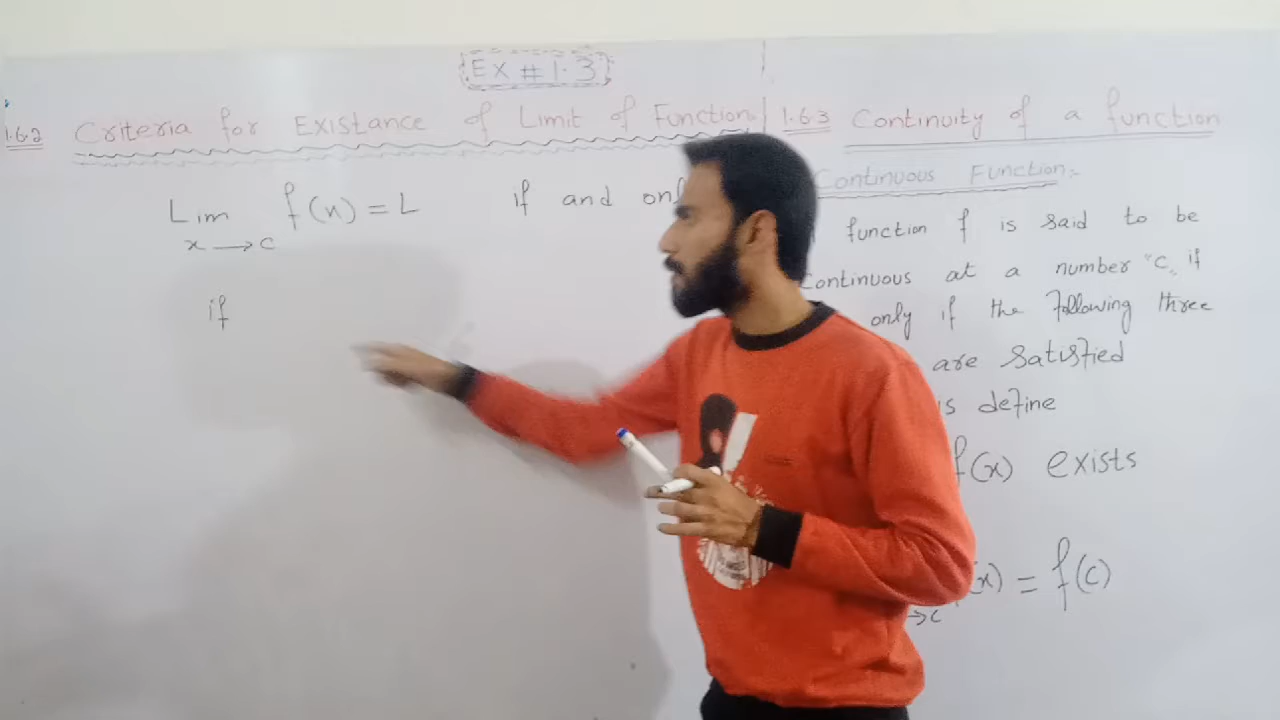 Ex # 1.3
1.6.2 Criteria for Existance of Limit of Function.
Lim f(x) = L if and
x → c
if
1.6.3 Continuity of a function
Continuous Function:-
function f is said to be
Continuous at a number "c" if
only if the following three
are satisfied
is define
f(x) exists
(x) = f(c)
→c